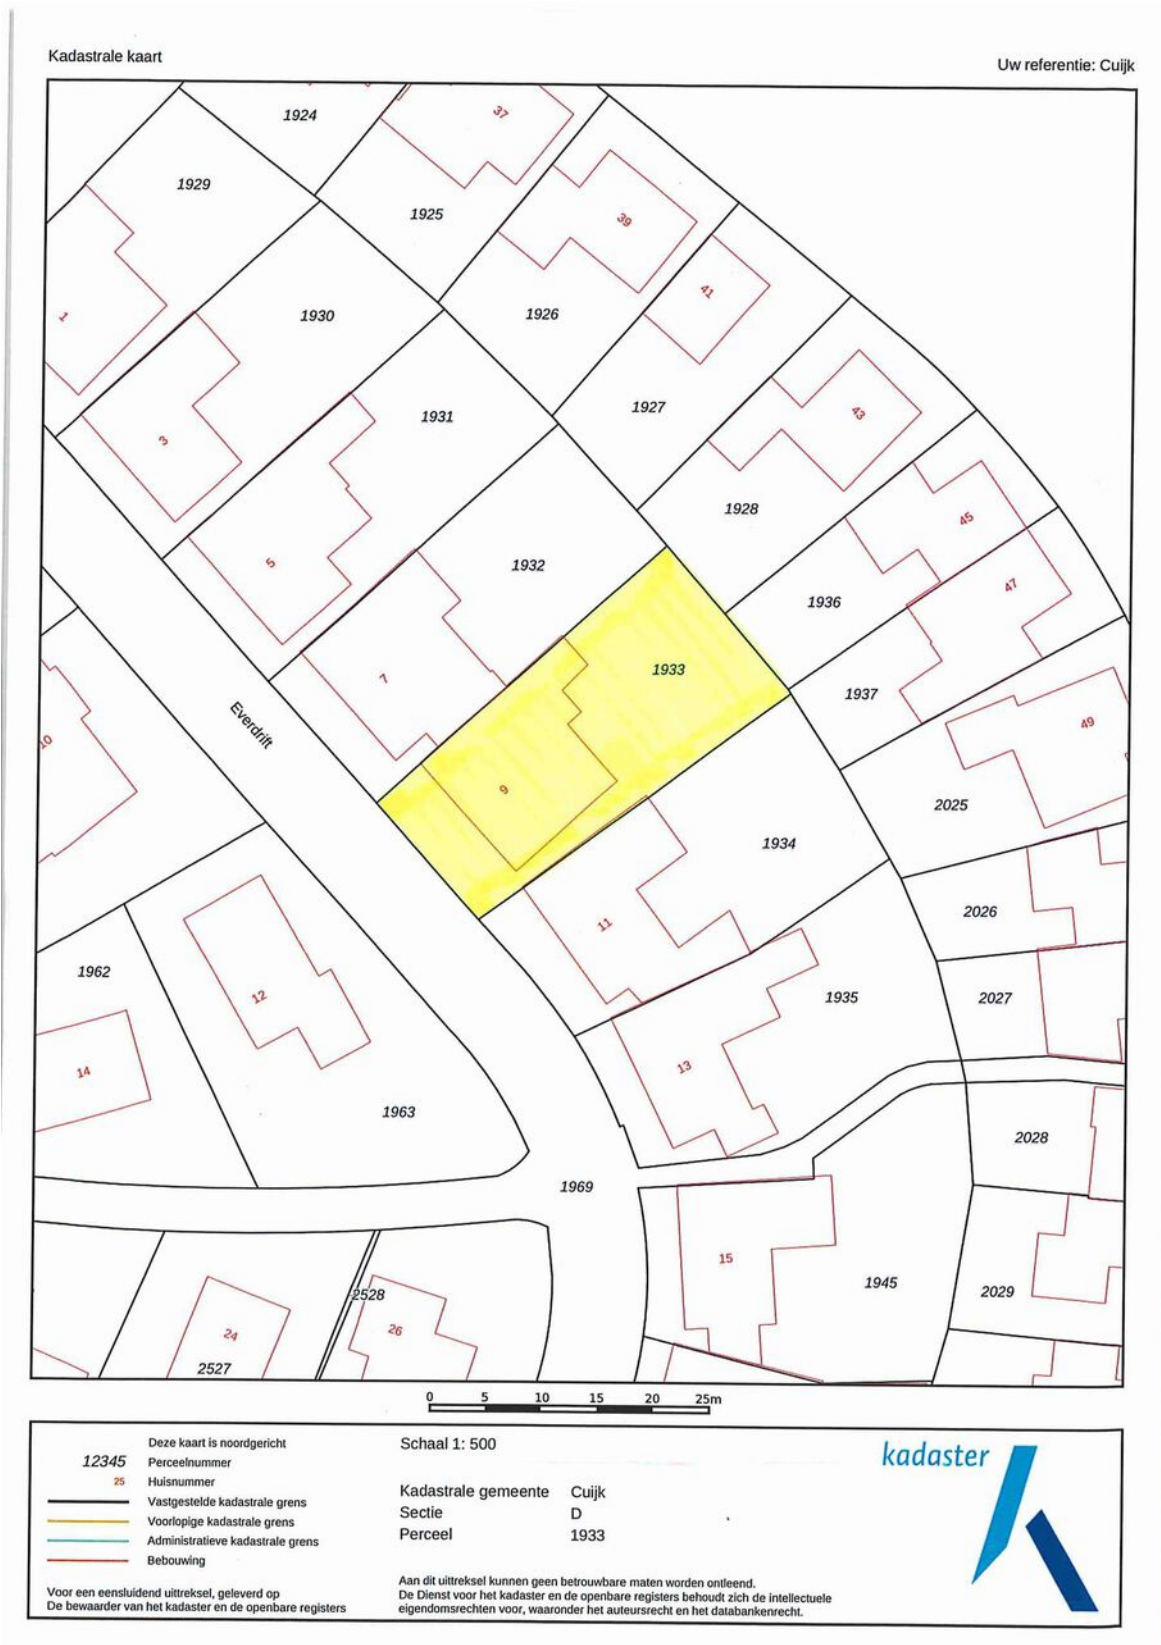 Kadastrale kaart
Uw referentie: Cuijk
1924
37
1929
1925
39
41
1
1930
1926
1931
1927
43
3
1928
45
5
1932
47
1936
7
1933
1937
49
Everdrift
10
9
2025
1934
11
2026
1962
12
1935
2027
14
13
1963
2028
1969
15
1945
2029
2528
24
26
2527
0 5 10 15 20 25m
Deze kaart is noordgericht
12345 Perceelnummer
25 Huisnummer
Vastgestelde kadastrale grens
Voorlopige kadastrale grens
Administratieve kadastrale grens
Bebouwing
Voor een eensluidend uittreksel, geleverd op
De bewaarder van het kadaster en de openbare registers
Schaal 1: 500
Kadastrale gemeente Cuijk
Sectie D
Perceel 1933
Aan dit uittreksel kunnen geen betrouwbare maten worden ontleend.
De Dienst voor het kadaster en de openbare registers behoudt zich de intellectuele
eigendomsrechten voor, waaronder het auteursrecht en het databankenrecht.
kadaster